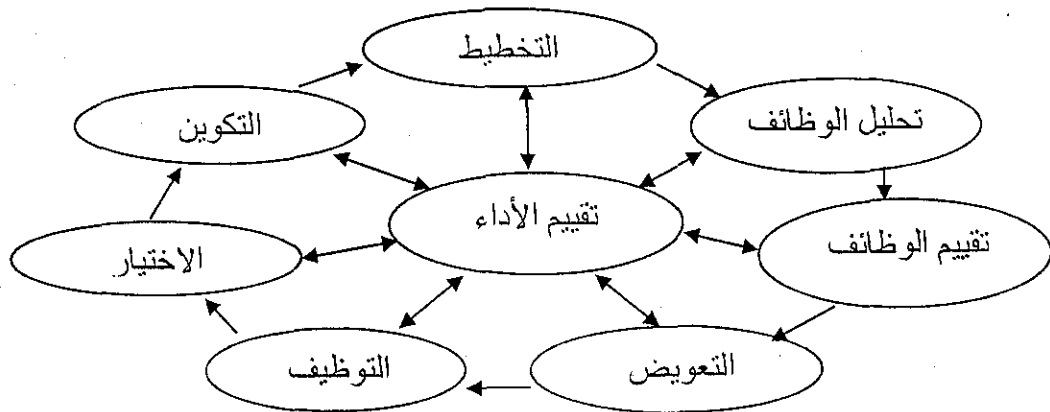 التخطيط
التكوين
تحليل الوظائف
تقييم الأداء
الاختيار
تقييم الوظائف
التوظيف
التعويض